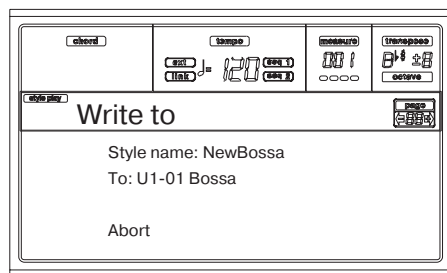 chord
tempo
measure
transpose
ext
link
♩= 120
seq 1
seq 2
001
octave
style play
Write to
page
Style name: NewBossa
To: U1-01 Bossa
Abort